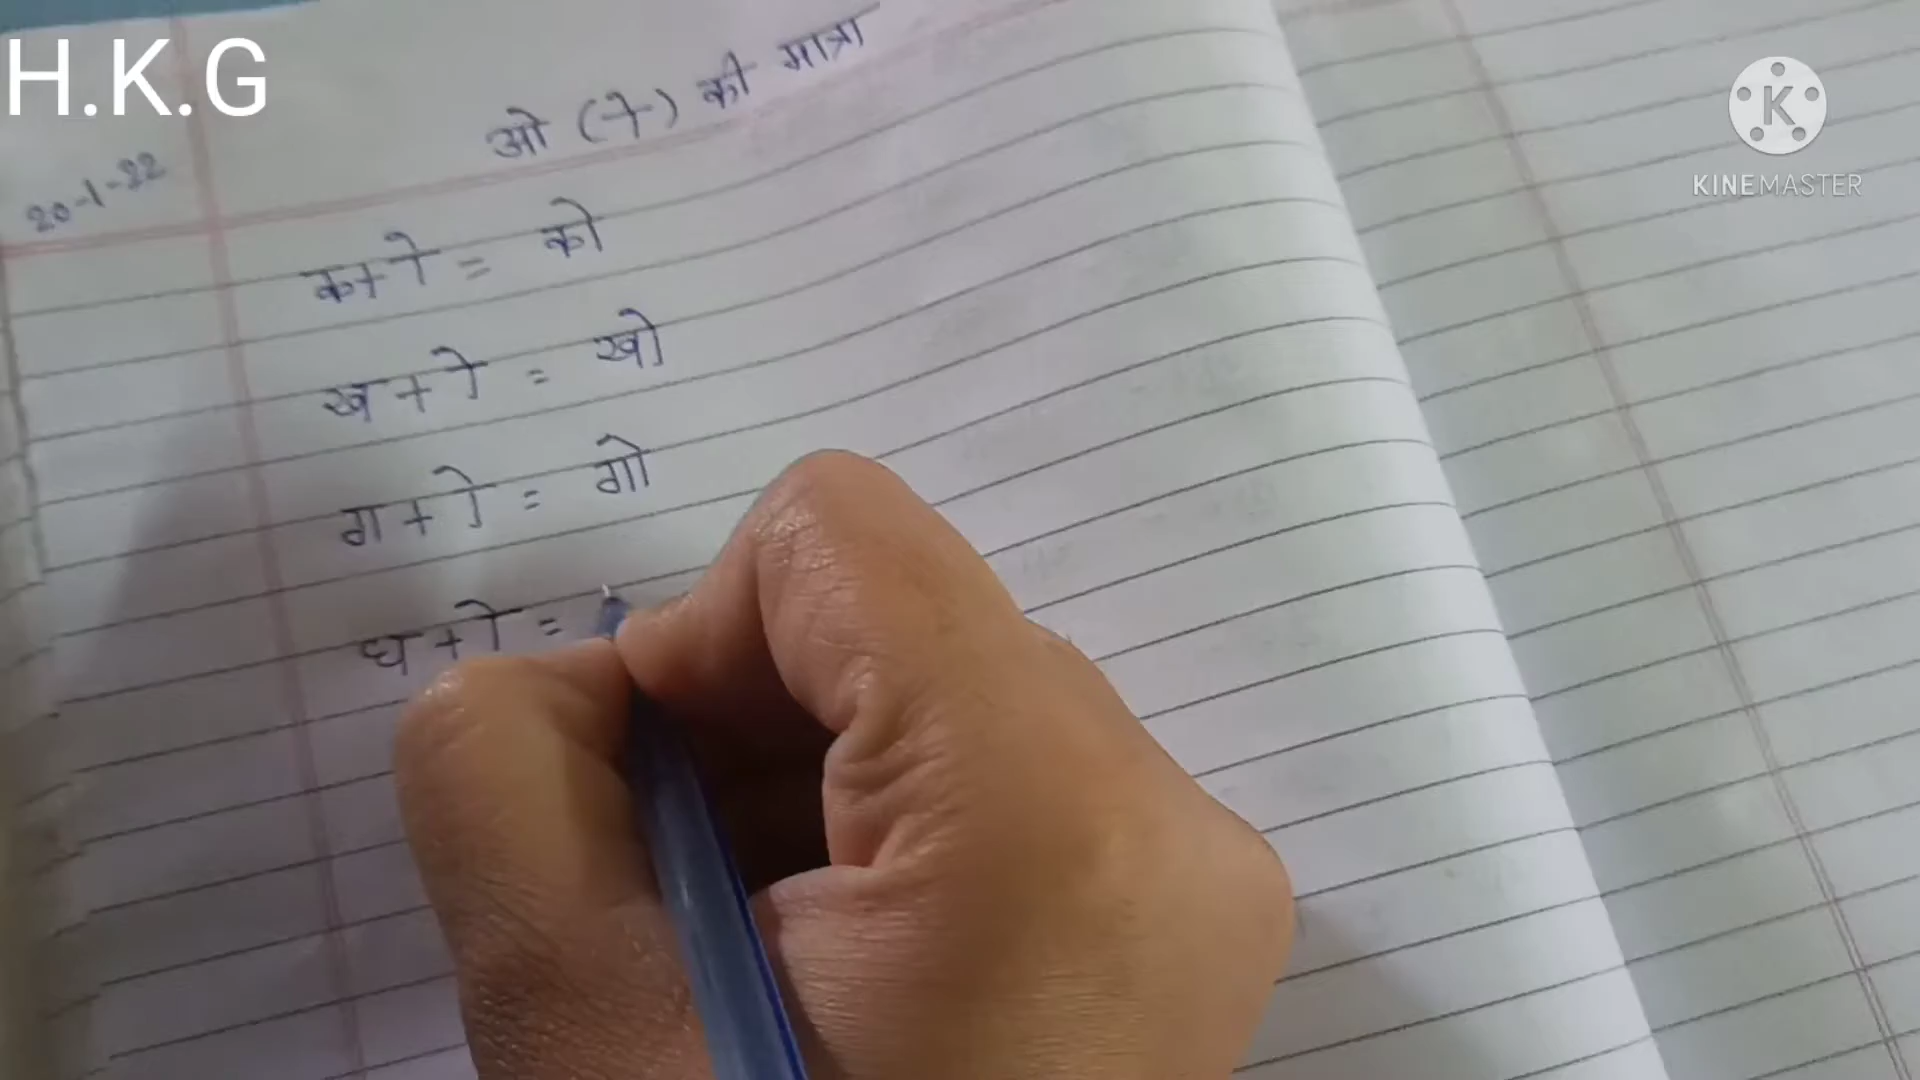 H.K.G
KINEMASTER
20-1-22
ओ (ो) की मात्रा
क + ो = को
ख + ो = खो
ग + ो = गो
घ + ो =